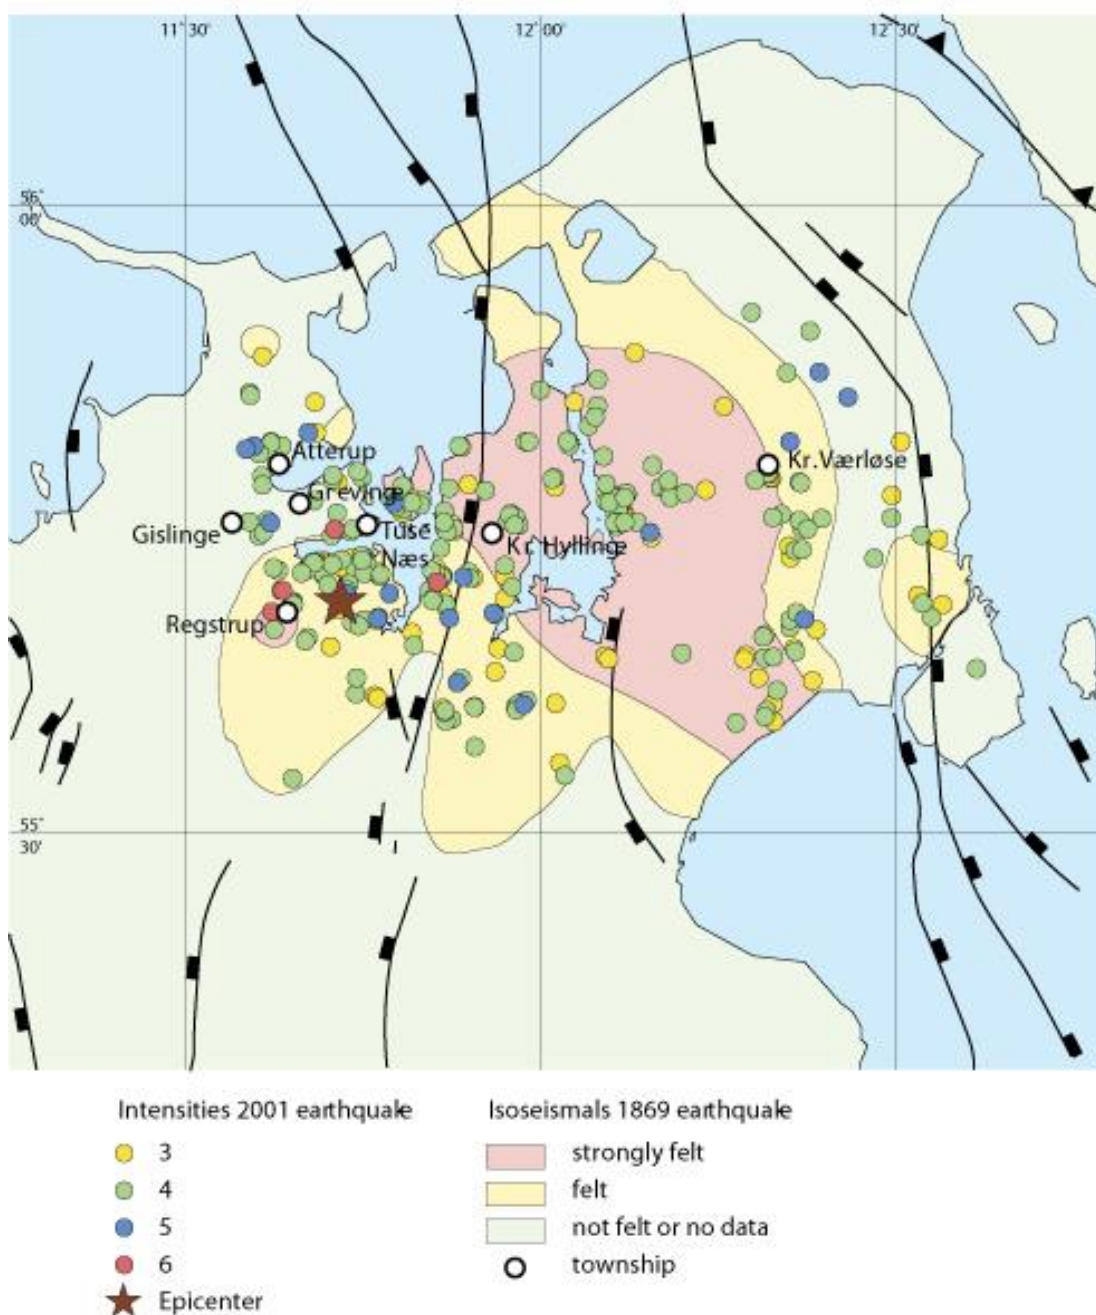 11° 30'
12° 00'
12° 30'
56°
00'
Atterup
Kr.Værløse
Grevinge
Gislinge
Tuse
Næs
Kr. Hyllinge
Regstrup
55°
30'
Intensities 2001 earthquake
Isoseismals 1869 earthquake
3
strongly felt
4
felt
5
not felt or no data
6
township
Epicenter